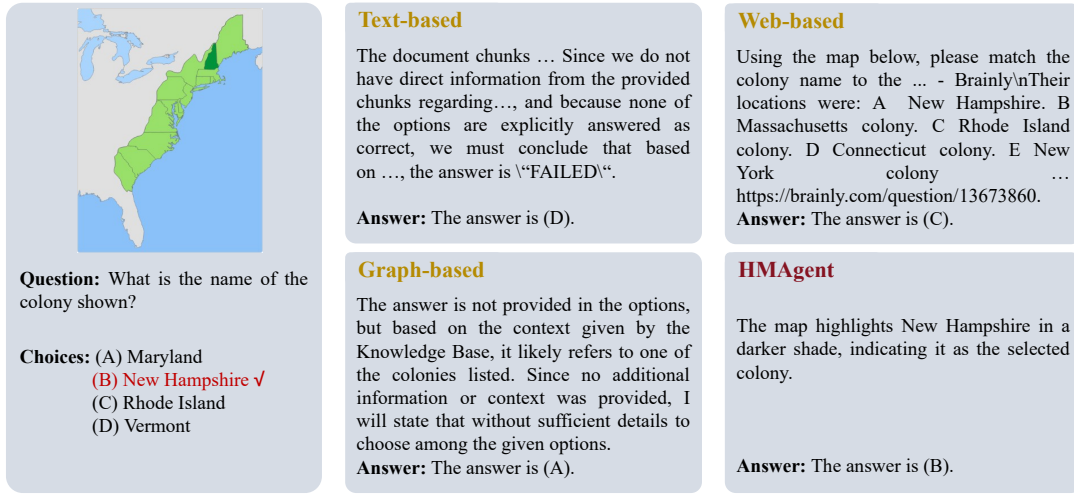 Question: What is the name of the
colony shown?
Choices: (A) Maryland
(B) New Hampshire √
(C) Rhode Island
(D) Vermont
Text-based
The document chunks … Since we do not
have direct information from the provided
chunks regarding…, and because none of
the options are explicitly answered as
correct, we must conclude that based
on …, the answer is \“FAILED\“.
Answer: The answer is (D).
Web-based
Using the map below, please match the
colony name to the ... - Brainly\nTheir
locations were: A New Hampshire. B
Massachusetts colony. C Rhode Island
colony. D Connecticut colony. E New
York colony …
https://brainly.com/question/13673860.
Answer: The answer is (C).
Graph-based
The answer is not provided in the options,
but based on the context given by the
Knowledge Base, it likely refers to one of
the colonies listed. Since no additional
information or context was provided, I
will state that without sufficient details to
choose among the given options.
Answer: The answer is (A).
HMAgent
The map highlights New Hampshire in a
darker shade, indicating it as the selected
colony.
Answer: The answer is (B).